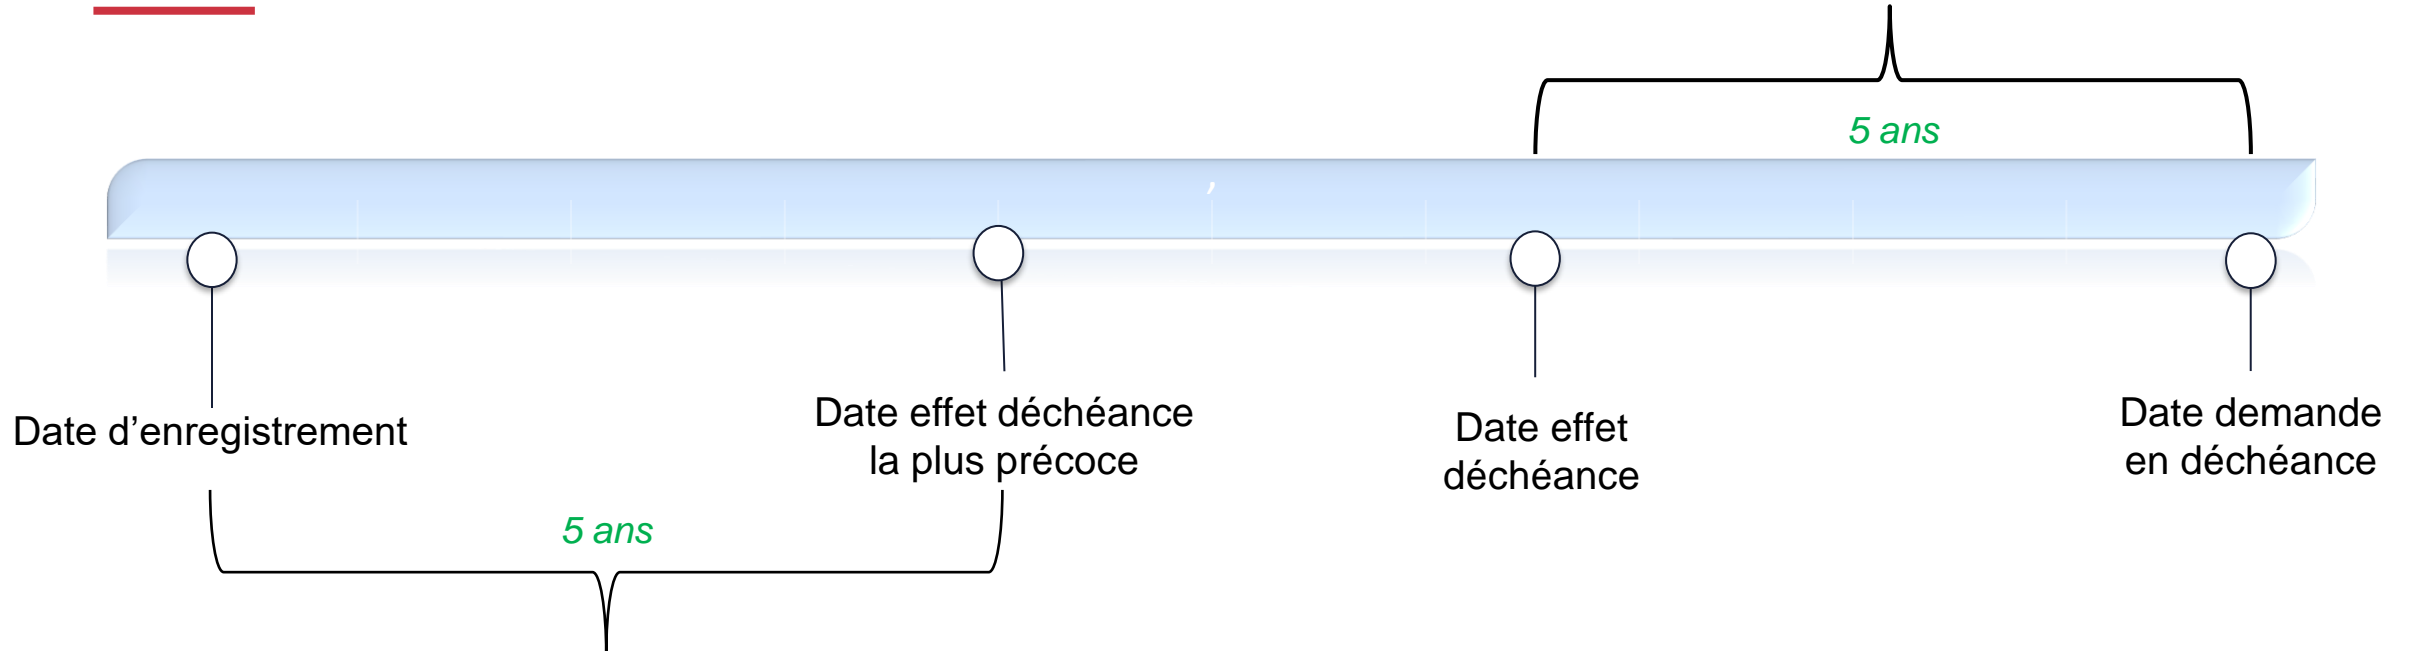 5 ans
,
Date d’enregistrement
Date effet déchéance
la plus précoce
Date effet
déchéance
Date demande
en déchéance
5 ans